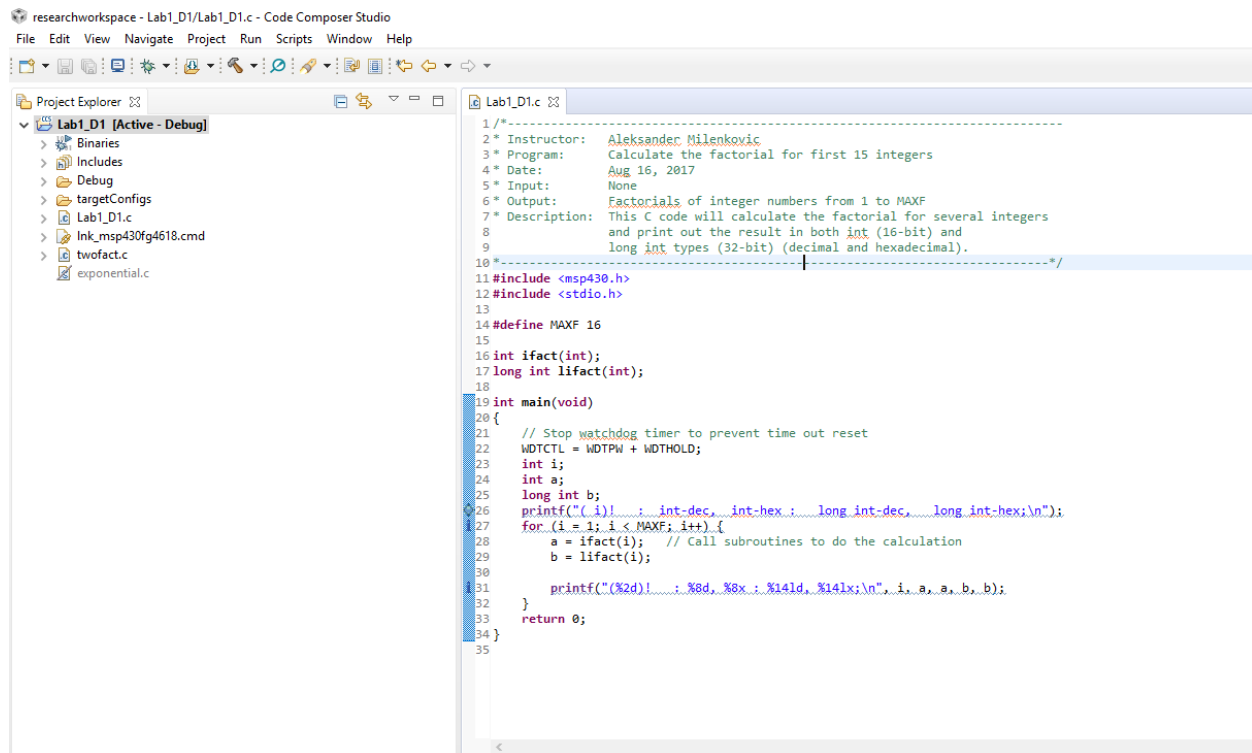 researchworkspace - Lab1_D1/Lab1_D1.c - Code Composer Studio
File Edit View Navigate Project Run Scripts Window Help
Project Explorer
Lab1_D1 [Active - Debug]
Binaries
Includes
Debug
targetConfigs
Lab1_D1.c
lnk_msp430fg4618.cmd
twofact.c
exponential.c
Lab1_D1.c
1 /*------------------------------------------------------------------------------
2 * Instructor: Aleksander Milenkovic
3 * Program: Calculate the factorial for first 15 integers
4 * Date: Aug 16, 2017
5 * Input: None
6 * Output: Factorials of integer numbers from 1 to MAXF
7 * Description: This C code will calculate the factorial for several integers
8 and print out the result in both int (16-bit) and
9 long int types (32-bit) (decimal and hexadecimal).
10 *-----------------------------------------------------------------------------*/
11 #include <msp430.h>
12 #include <stdio.h>
13
14 #define MAXF 16
15
16 int ifact(int);
17 long int lifact(int);
18
19 int main(void)
20 {
21 // Stop watchdog timer to prevent time out reset
22 WDTCTL = WDTPW + WDTHOLD;
23 int i;
24 int a;
25 long int b;
26 printf("( i)!   :  int-dec,  int-hex :   long int-dec,   long int-hex;\n");
27 for (i = 1; i < MAXF; i++) {
28 a = ifact(i);   // Call subroutines to do the calculation
29 b = lifact(i);
30
31 printf("(%2d)!   : %8d, %8x : %14ld, %14lx;\n", i, a, a, b, b);
32 }
33 return 0;
34 }
35